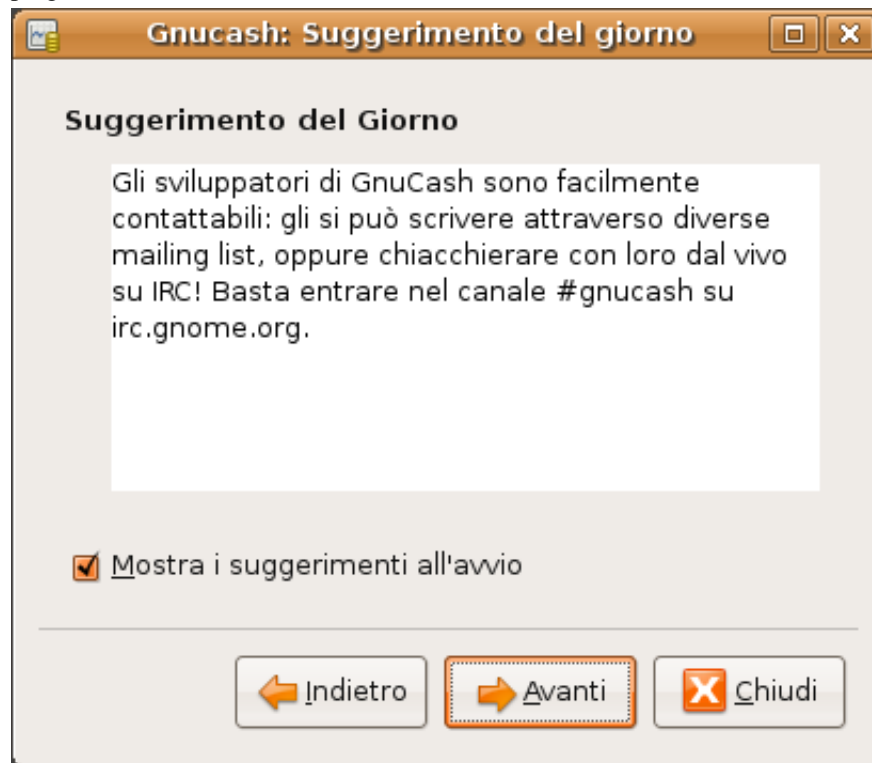 Gnucash: Suggerimento del giorno
Suggerimento del Giorno
Gli sviluppatori di GnuCash sono facilmente
contattabili: gli si può scrivere attraverso diverse
mailing list, oppure chiacchierare con loro dal vivo
su IRC! Basta entrare nel canale #gnucash su
irc.gnome.org.
Mostra i suggerimenti all'avvio
Indietro
Avanti
Chiudi